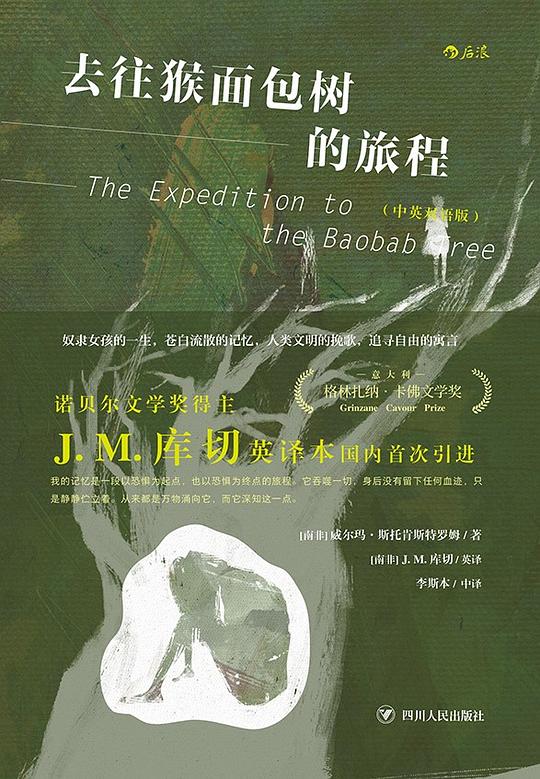 后浪
去往猴面包树
的旅程
The Expedition to
（中英双语版）
the Baobab Tree
奴隶女孩的一生，苍白流散的记忆，人类文明的挽歌，追寻自由的寓言
意大利
格林扎纳·卡佛文学奖
Grinzane Cavour Prize
诺贝尔文学奖得主
J. M. 库切英译本国内首次引进
我的记忆是一段以恐惧为起点，也以恐惧为终点的旅程。它吞噬一切，身后没有留下任何血迹，只
是静静伫立着。从来都是万物涌向它，而它深知这一点。
[南非] 威尔玛·斯托肯斯特罗姆 / 著
[南非] J. M. 库切 / 英译
李斯本 / 中译
四川人民出版社